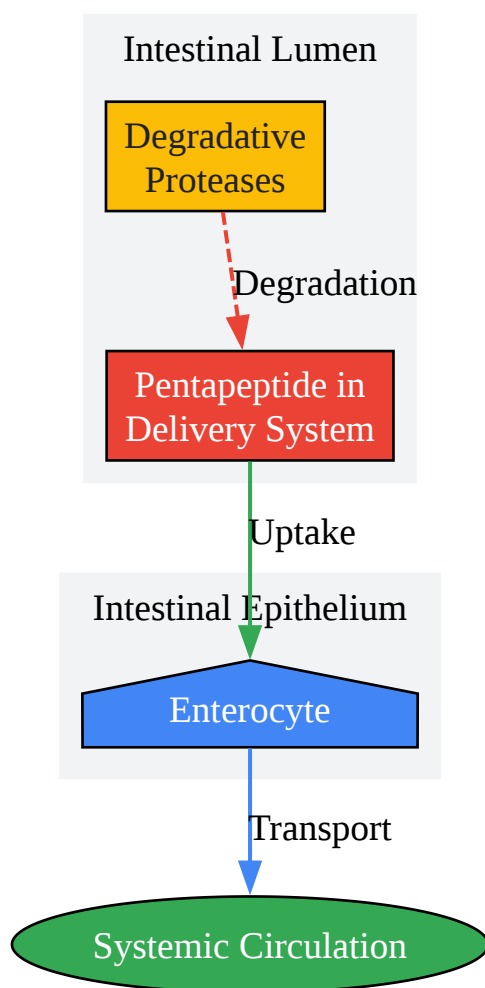 Intestinal Lumen
Degradative
Proteases
Degradation
Pentapeptide in
Delivery System
Uptake
Intestinal Epithelium
Enterocyte
Transport
Systemic Circulation